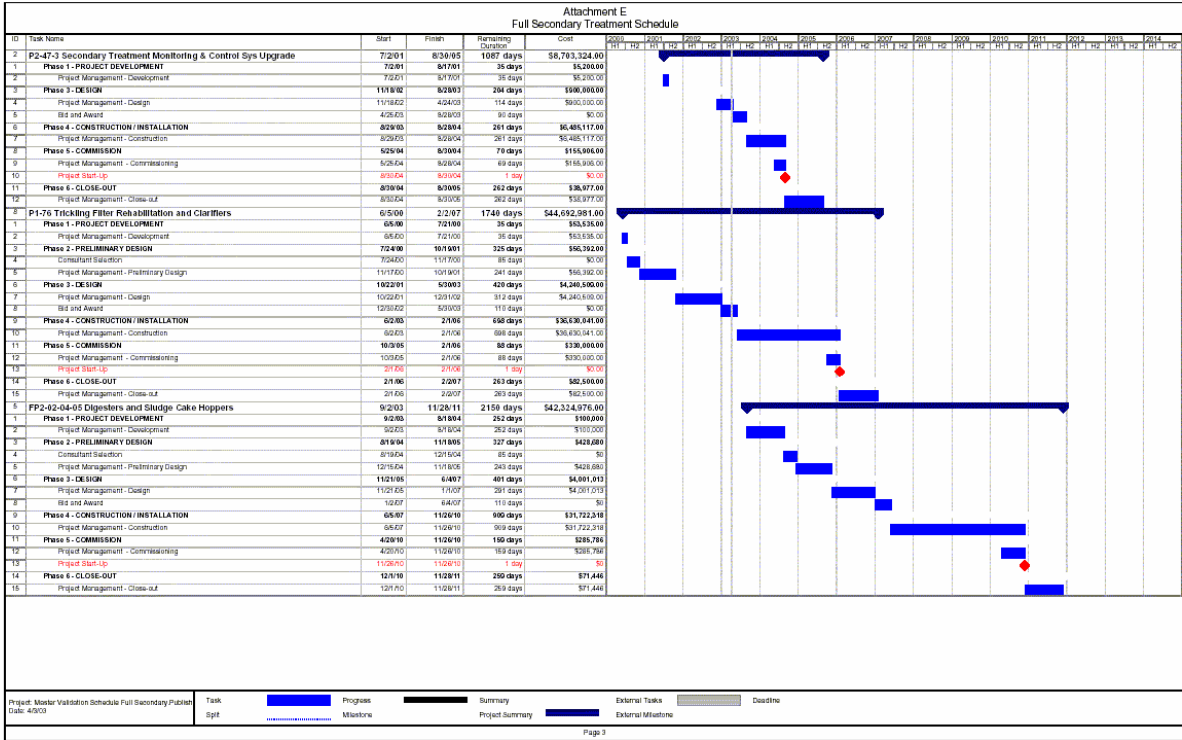 Attachment E
Full Secondary Treatment Schedule
ID Task Name Start Finish Remaining Duration Cost 2000 2001 2002 2003 2004 2005 2006 2007 2008 2009 2010 2011 2012 2013 2014
H1 H2 H1 H2 H1 H2 H1 H2 H1 H2 H1 H2 H1 H2 H1 H2 H1 H2 H1 H2 H1 H2 H1 H2 H1 H2 H1 H2 H1 H2
2 P2-47-3 Secondary Treatment Monitoring & Control Sys Upgrade 7/2/01 8/30/05 1087 days $8,703,324.00
1 Phase 1 - PROJECT DEVELOPMENT 7/2/01 8/17/01 35 days $5,200.00
2 Project Management - Development 7/2/01 8/17/01 35 days $5,200.00
3 Phase 3 - DESIGN 11/18/02 8/28/03 204 days $900,000.00
4 Project Management - Design 11/18/02 4/24/03 114 days $900,000.00
5 Bid and Award 4/25/03 8/28/03 90 days $0.00
6 Phase 4 - CONSTRUCTION / INSTALLATION 8/29/03 8/28/04 261 days $6,485,117.00
7 Project Management - Construction 8/29/03 8/28/04 261 days $6,485,117.00
8 Phase 5 - COMMISSION 5/25/04 8/30/04 70 days $155,906.00
9 Project Management - Commissioning 5/25/04 8/28/04 69 days $155,906.00
10 Project Start-Up 8/30/04 8/30/04 1 day $0.00
11 Phase 6 - CLOSE-OUT 8/30/04 8/30/05 262 days $38,977.00
12 Project Management - Close-out 8/30/04 8/30/05 262 days $38,977.00
8 P1-76 Trickling Filter Rehabilitation and Clarifiers 6/5/00 2/2/07 1740 days $44,692,981.00
1 Phase 1 - PROJECT DEVELOPMENT 6/5/00 7/21/00 35 days $53,535.00
2 Project Management - Development 6/5/00 7/21/00 35 days $53,535.00
3 Phase 2 - PRELIMINARY DESIGN 7/24/00 10/19/01 325 days $56,392.00
4 Consultant Selection 7/24/00 11/17/00 85 days $0.00
5 Project Management - Preliminary Design 11/17/00 10/19/01 241 days $56,392.00
6 Phase 3 - DESIGN 10/22/01 5/30/03 420 days $4,240,509.00
7 Project Management - Design 10/22/01 12/31/02 312 days $4,240,509.00
8 Bid and Award 12/30/02 5/30/03 110 days $0.00
9 Phase 4 - CONSTRUCTION / INSTALLATION 6/2/03 2/1/06 698 days $36,630,041.00
10 Project Management - Construction 6/2/03 2/1/06 698 days $36,630,041.00
11 Phase 5 - COMMISSION 10/3/05 2/1/06 88 days $330,000.00
12 Project Management - Commissioning 10/3/05 2/1/06 88 days $330,000.00
13 Project Start-Up 2/1/06 2/1/06 1 day $0.00
14 Phase 6 - CLOSE-OUT 2/1/06 2/2/07 263 days $82,500.00
15 Project Management - Close-out 2/1/06 2/2/07 263 days $82,500.00
5 FP2-02-04-05 Digesters and Sludge Cake Hoppers 9/2/03 11/28/11 2150 days $42,324,976.00
1 Phase 1 - PROJECT DEVELOPMENT 9/2/03 8/18/04 252 days $100,000
2 Project Management - Development 9/2/03 8/18/04 252 days $100,000
3 Phase 2 - PRELIMINARY DESIGN 8/19/04 11/18/05 327 days $428,680
4 Consultant Selection 8/19/04 12/15/04 85 days $0
5 Project Management - Preliminary Design 12/15/04 11/18/05 243 days $428,680
6 Phase 3 - DESIGN 11/21/05 6/4/07 401 days $4,001,013
7 Project Management - Design 11/21/05 1/1/07 291 days $4,001,013
8 Bid and Award 1/2/07 6/4/07 110 days $0
9 Phase 4 - CONSTRUCTION / INSTALLATION 6/5/07 11/26/10 909 days $31,722,318
10 Project Management - Construction 6/5/07 11/26/10 909 days $31,722,318
11 Phase 5 - COMMISSION 4/20/10 11/26/10 159 days $285,786
12 Project Management - Commissioning 4/20/10 11/26/10 159 days $285,786
13 Project Start-Up 11/26/10 11/26/10 1 day $0
14 Phase 6 - CLOSE-OUT 12/1/10 11/28/11 259 days $71,446
15 Project Management - Close-out 12/1/10 11/28/11 259 days $71,446
Project: Master Validation Schedule Full Secondary.Publish
Date: 4/3/03
Task Progress Summary External Tasks Deadline
Split Milestone Project Summary External Milestone
Page 3